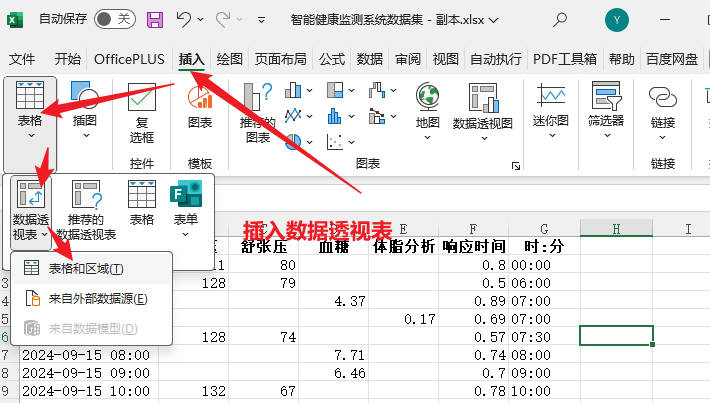 自动保存 关 智能健康监测系统数据集 - 副本.xlsx Y
文件 开始 OfficePLUS 插入 绘图 页面布局 公式 数据 审阅 视图 自动执行 PDF工具箱 帮助 百度网盘
表格 插图 复选框 图表 推荐的图表 地图 数据透视图 迷你图 筛选器 链接 文本
控件 模板 图表 链接
数据透视表 推荐的数据透视表 表格 表单
插入数据透视表
表格和区域(T)
来自外部数据源(E)
来自数据模型(D)
E F G H I
舒张压 血糖 体脂分析 响应时间 时:分
80 0.8 00:00
3 128 79 0.5 06:00
4 4.37 0.89 07:00
5 0.17 0.69 07:00
6 128 74 0.57 07:30
7 2024-09-15 08:00 7.71 0.74 08:00
8 2024-09-15 09:00 6.46 0.7 09:00
9 2024-09-15 10:00 132 67 0.78 10:00